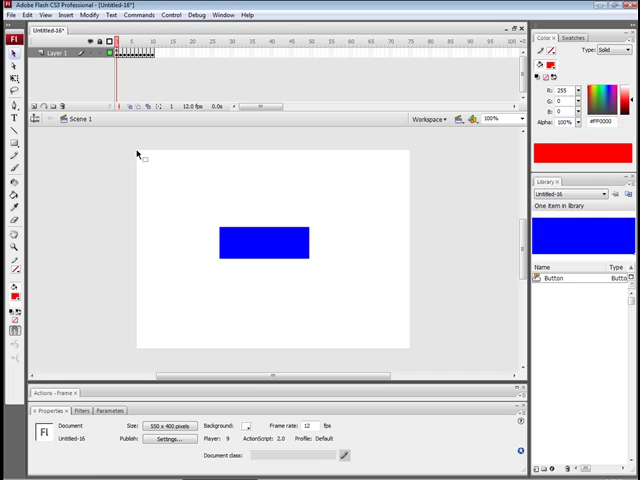 Adobe Flash CS3 Professional - [Untitled-16*]
File Edit View Insert Modify Text Commands Control Debug Window Help
Untitled-16*
5 10 15 20 25 30 35 40 45 50 55 60 65 70 75 80 85 90 95 100
Layer 1
1 12.0 fps 0.0s
Scene 1
Workspace
100%
Fl
Color
Swatches
Type: Solid
R: 255
G: 0
B: 0
Alpha: 100%
#FF0000
Library
Untitled-16
One item in library
Name Type
Button Butto
Actions - Frame
Properties Filters Parameters
Fl
Document
Untitled-16
Size: 550 x 400 pixels
Background:
Frame rate: 12 fps
Publish: Settings...
Player: 9 ActionScript: 2.0 Profile: Default
Document class: